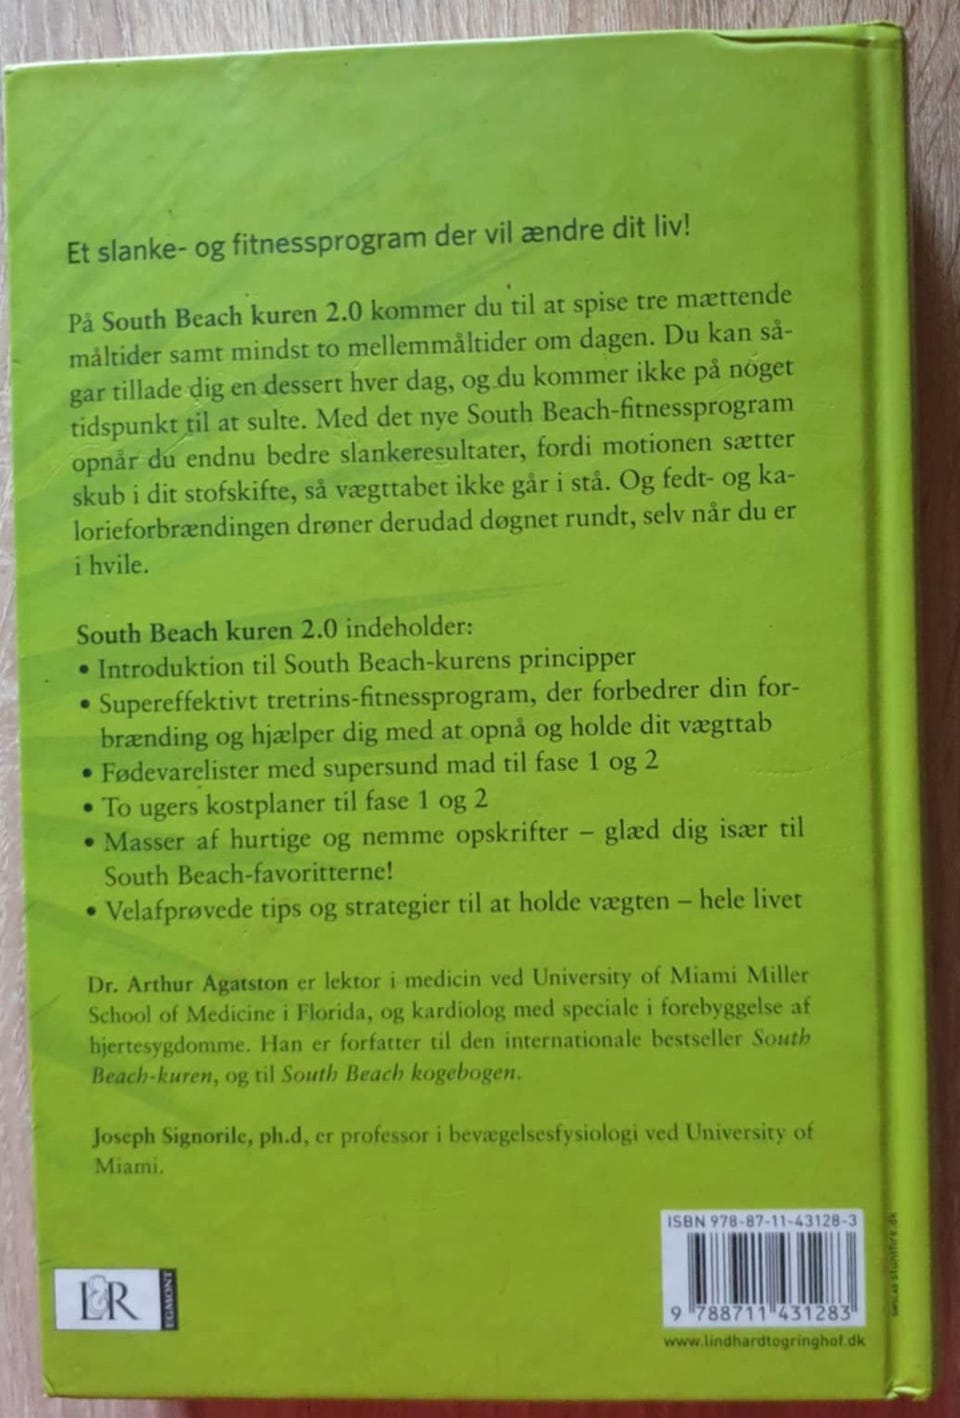 Et slanke- og fitnessprogram der vil ændre dit liv!
På South Beach kuren 2.0 kommer du til at spise tre mættende
måltider samt mindst to mellemmåltider om dagen. Du kan så-
gar tillade dig en dessert hver dag, og du kommer ikke på noget
tidspunkt til at sulte. Med det nye South Beach-fitnessprogram
opnår du endnu bedre slankeresultater, fordi motionen sætter
skub i dit stofskifte, så vægttabet ikke går i stå. Og fedt- og ka-
lorieforbrændingen drøner derudad døgnet rundt, selv når du er
i hvile.
South Beach kuren 2.0 indeholder:
• Introduktion til South Beach-kurens principper
• Supereffektivt tretrins-fitnessprogram, der forbedrer din for-
brænding og hjælper dig med at opnå og holde dit vægttab
• Fødevarelister med supersund mad til fase 1 og 2
• To ugers kostplaner til fase 1 og 2
• Masser af hurtige og nemme opskrifter – glæd dig især til
South Beach-favoritterne!
• Velafprøvede tips og strategier til at holde vægten – hele livet
Dr. Arthur Agatston er lektor i medicin ved University of Miami Miller
School of Medicine i Florida, og kardiolog med speciale i forebyggelse af
hjertesygdomme. Han er forfatter til den internationale bestseller South
Beach-kuren, og til South Beach kogebogen.
Joseph Signorile, ph.d, er professor i bevægelsesfysiologi ved University of
Miami.
ISBN 978-87-11-43128-3
9 788711 431283
www.lindhardtogringhof.dk
L&R
EGMONT